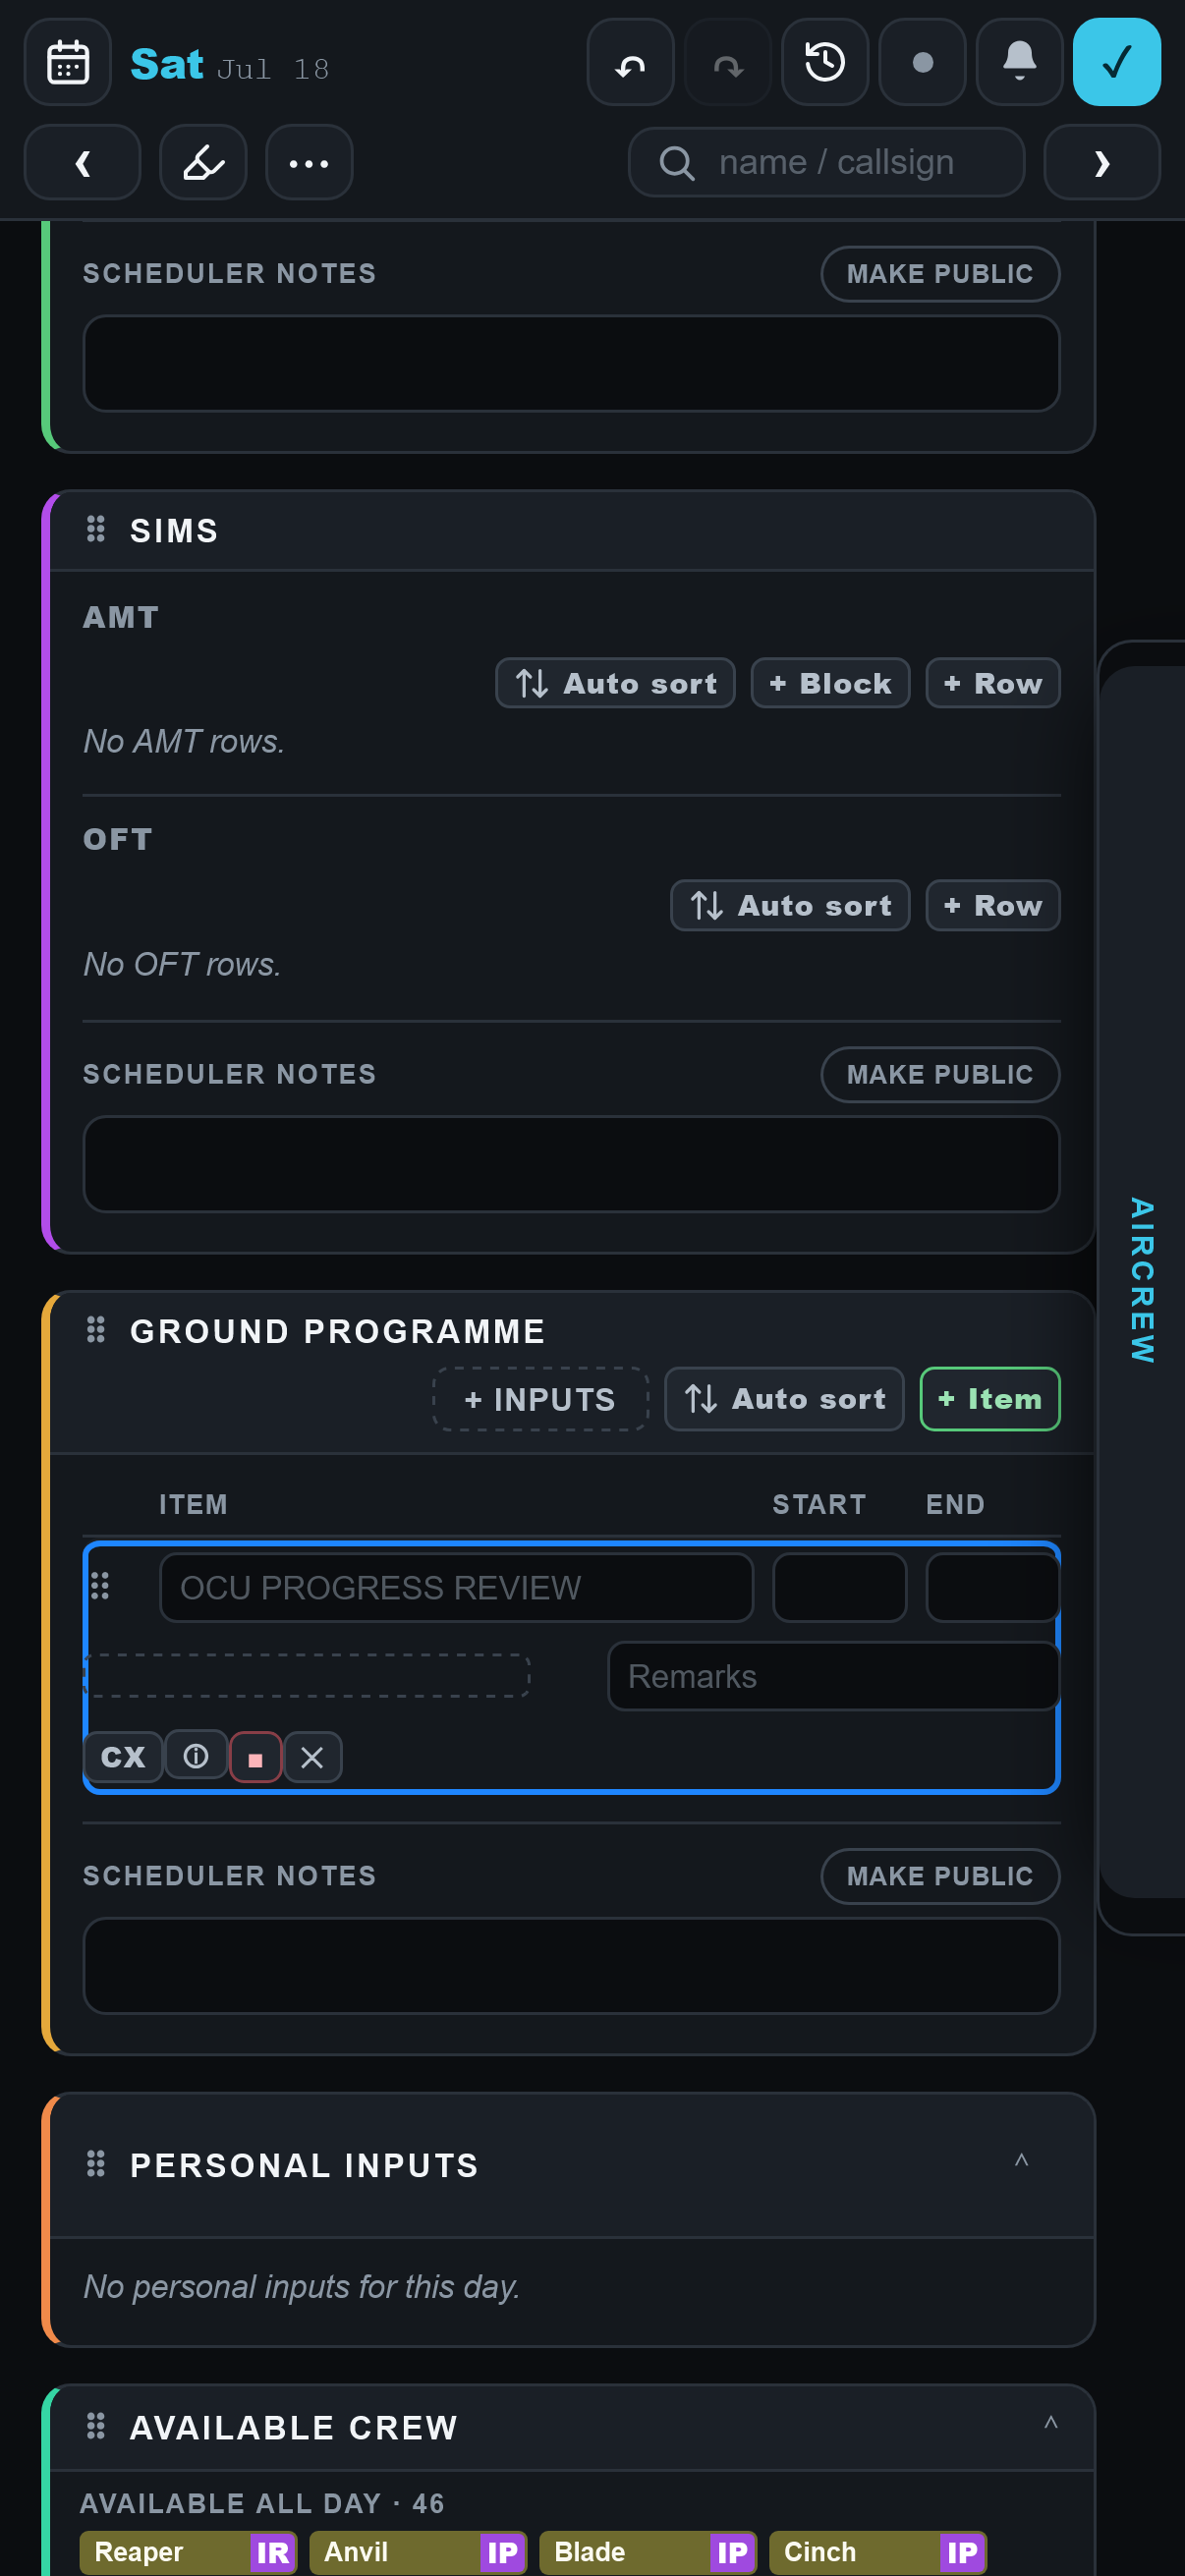 Sat Jul 18
name / callsign
SCHEDULER NOTES MAKE PUBLIC
SIMS
AMT
Auto sort + Block + Row
No AMT rows.
OFT
Auto sort + Row
No OFT rows.
SCHEDULER NOTES MAKE PUBLIC
AIRCREW
GROUND PROGRAMME
+ INPUTS Auto sort + Item
ITEM START END
OCU PROGRESS REVIEW
Remarks
CX
SCHEDULER NOTES MAKE PUBLIC
PERSONAL INPUTS
No personal inputs for this day.
AVAILABLE CREW
AVAILABLE ALL DAY · 46
Reaper IR Anvil IP Blade IP Cinch IP